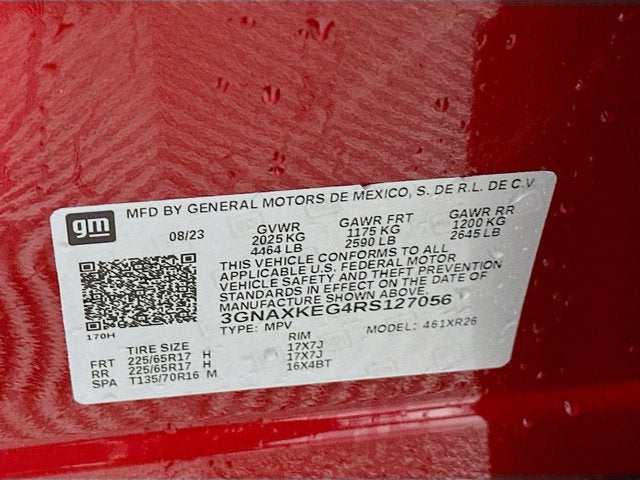 gm MFD BY GENERAL MOTORS DE MEXICO, S. DE R.L. DE C.V.
08/23 GVWR GAWR FRT GAWR RR
2025 KG 1175 KG 1200 KG
4464 LB 2590 LB 2645 LB
THIS VEHICLE CONFORMS TO ALL
APPLICABLE U.S. FEDERAL MOTOR
VEHICLE SAFETY AND THEFT PREVENTION
STANDARDS IN EFFECT ON THE DATE OF
MANUFACTURE SHOWN ABOVE.
3GNAXKEG4RS127056
170H TYPE: MPV MODEL: 461XR26
TIRE SIZE RIM
FRT 225/65R17 H 17X7J
RR 225/65R17 H 17X7J
SPA T135/70R16 M 16X4BT